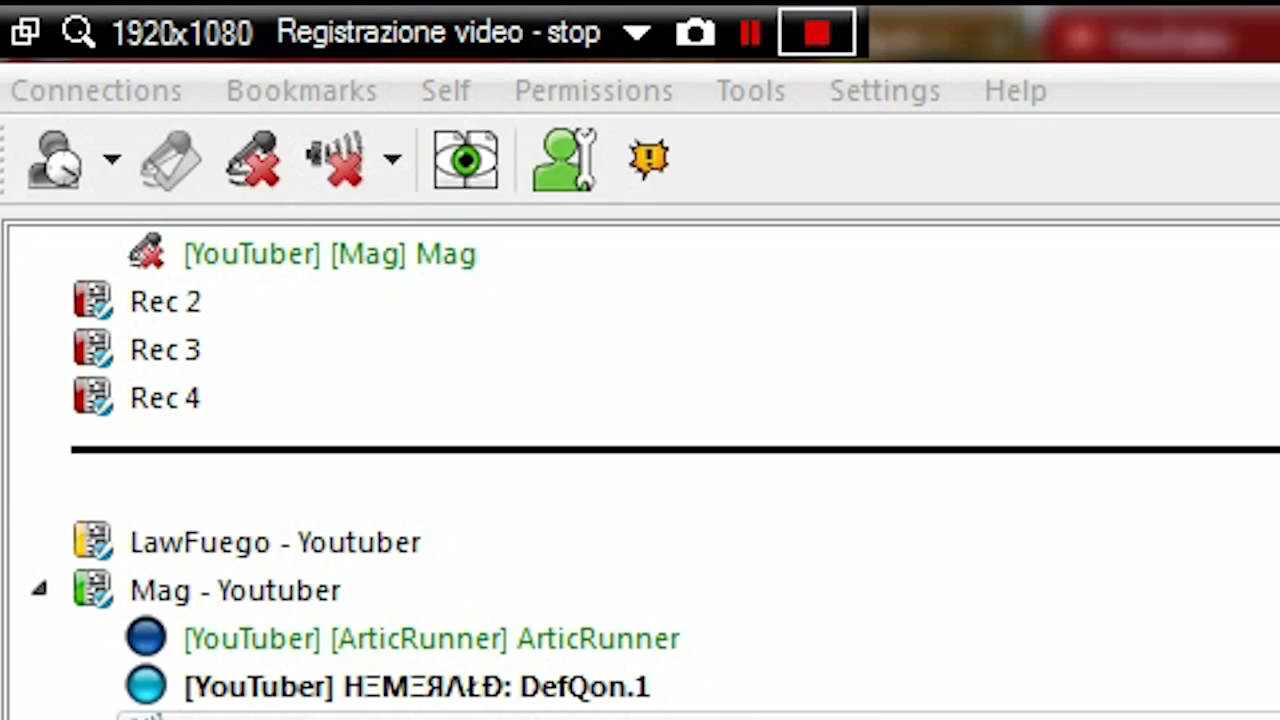 1920x1080 Registrazione video - stop
Connections Bookmarks Self Permissions Tools Settings Help
[YouTuber] [Mag] Mag
Rec 2
Rec 3
Rec 4
LawFuego - Youtuber
Mag - Youtuber
[YouTuber] [ArticRunner] ArticRunner
[YouTuber] HΞMΞЯΛŁĐ: DefQon.1